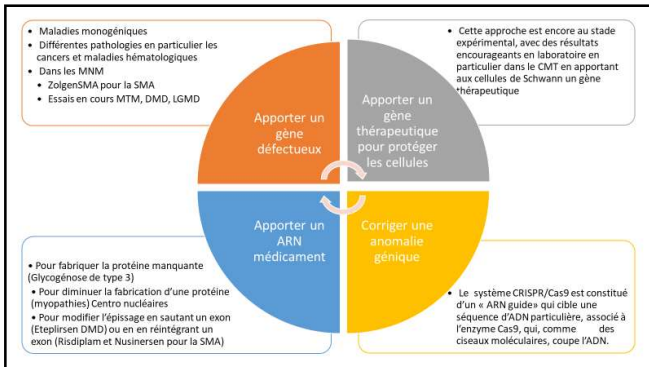 • Maladies monogéniques
• Différentes pathologies en particulier les
cancers et maladies hématologiques
• Dans les MNM
• ZolgenSMA pour la SMA
• Essais en cours MTM, DMD, LGMD
Apporter un
gène
défectueux
Apporter un
gène
thérapeutique
pour protéger
les cellules
• Cette approche est encore au stade
expérimental, avec des résultats
encourageants en laboratoire en
particulier dans le CMT en apportant
aux cellules de Schwann un gène
thérapeutique
Apporter un
ARN
médicament
Corriger une
anomalie
génique
• Pour fabriquer la protéine manquante
(Glycogénose de type 3)
• Pour diminuer la fabrication d'une protéine
(myopathies) Centro nucléaires
• Pour modifier l'épissage en sautant un exon
(Eteplirsen DMD) ou en en réintégrant un
exon (Risdiplam et Nusinersen pour la SMA)
• Le système CRISPR/Cas9 est constitué
d'un « ARN guide» qui cible une
séquence d'ADN particulière, associé à
l'enzyme Cas9, qui, comme des
ciseaux moléculaires, coupe l'ADN.